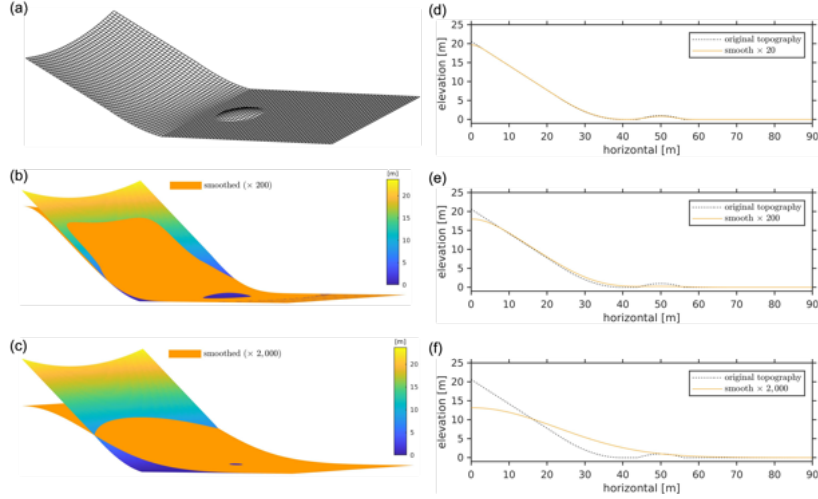 (a)
(b)
smoothed (× 200)
[m]
20
15
10
5
0
(c)
smoothed (× 2,000)
[m]
20
15
10
5
0
(d)
elevation [m]
25
20
15
10
5
0
original topography
smooth × 20
0 10 20 30 40 50 60 70 80 90
horizontal [m]
(e)
elevation [m]
25
20
15
10
5
0
original topography
smooth × 200
0 10 20 30 40 50 60 70 80 90
horizontal [m]
(f)
elevation [m]
25
20
15
10
5
0
original topography
smooth × 2,000
0 10 20 30 40 50 60 70 80 90
horizontal [m]